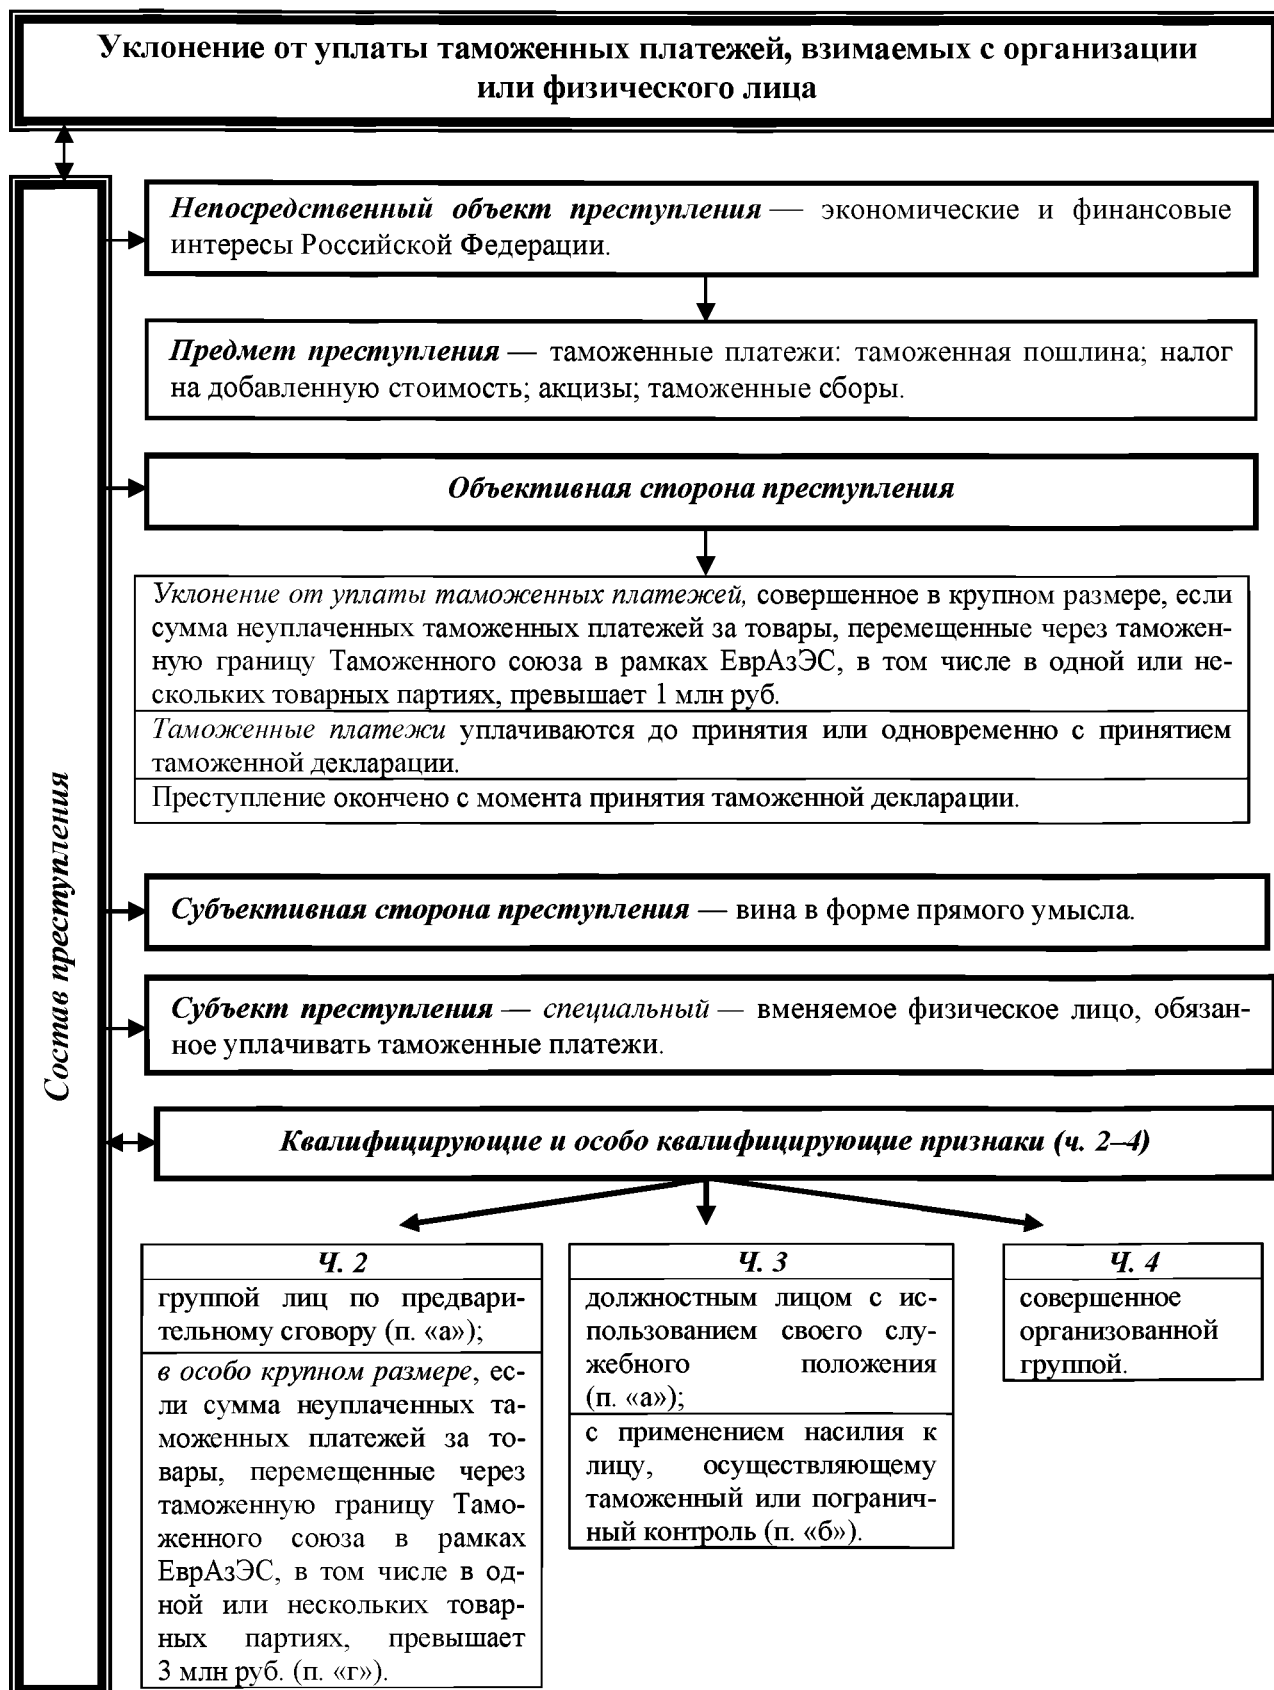 Уклонение от уплаты таможенных платежей, взимаемых с организации
или физического лица
Состав преступления
Непосредственный объект преступления — экономические и финансовые
интересы Российской Федерации.
Предмет преступления — таможенные платежи: таможенная пошлина; налог
на добавленную стоимость; акцизы; таможенные сборы.
Объективная сторона преступления
Уклонение от уплаты таможенных платежей, совершенное в крупном размере, если
сумма неуплаченных таможенных платежей за товары, перемещенные через таможен-
ную границу Таможенного союза в рамках ЕврАзЭС, в том числе в одной или не-
скольких товарных партиях, превышает 1 млн руб.
Таможенные платежи уплачиваются до принятия или одновременно с принятием
таможенной декларации.
Преступление окончено с момента принятия таможенной декларации.
Субъективная сторона преступления — вина в форме прямого умысла.
Субъект преступления — специальный — вменяемое физическое лицо, обязан-
ное уплачивать таможенные платежи.
Квалифицирующие и особо квалифицирующие признаки (ч. 2–4)
Ч. 2
группой лиц по предвари-
тельному сговору (п. «а»);
в особо крупном размере, ес-
ли сумма неуплаченных та-
моженных платежей за то-
вары, перемещенные через
таможенную границу Тамо-
женного союза в рамках
ЕврАзЭС, в том числе в од-
ной или нескольких товар-
ных партиях, превышает
3 млн руб. (п. «г»).
Ч. 3
должностным лицом с ис-
пользованием своего слу-
жебного положения
(п. «а»);
с применением насилия к
лицу, осуществляющему
таможенный или погранич-
ный контроль (п. «б»).
Ч. 4
совершенное
организованной
группой.